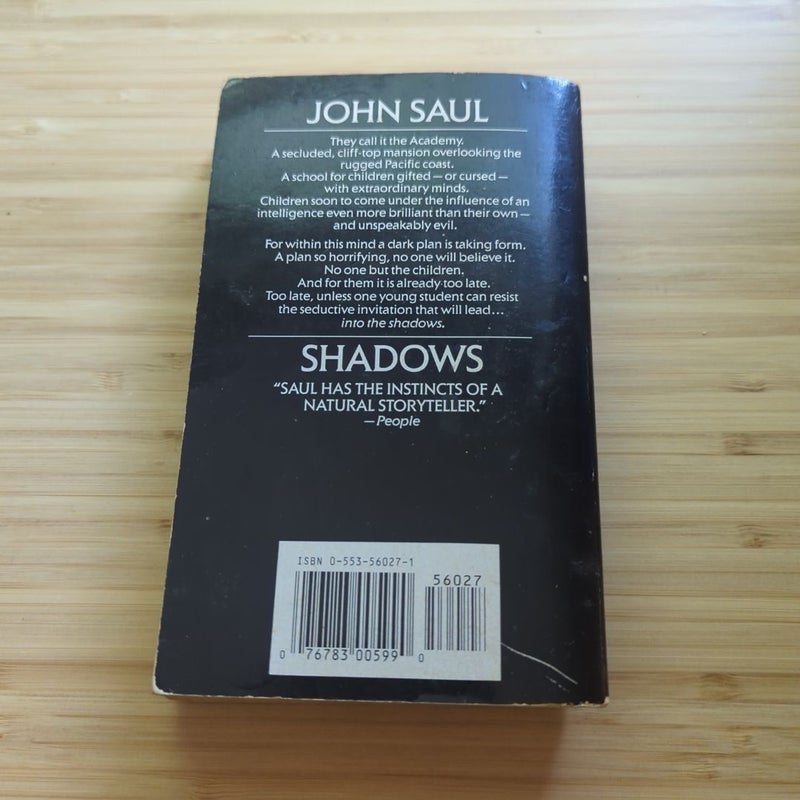 JOHN SAUL
They call it the Academy.
A secluded, cliff-top mansion overlooking the
rugged Pacific coast.
A school for children gifted — or cursed —
with extraordinary minds.
Children soon to come under the influence of an
intelligence even more brilliant than their own —
and unspeakably evil.
For within this mind a dark plan is taking form.
A plan so horrifying, no one will believe it.
No one but the children.
And for them it is already too late.
Too late, unless one young student can resist
the seductive invitation that will lead...
into the shadows.
SHADOWS
“SAUL HAS THE INSTINCTS OF A
NATURAL STORYTELLER.”
—People
ISBN 0-553-56027-1
56027
0 76783 00599 0